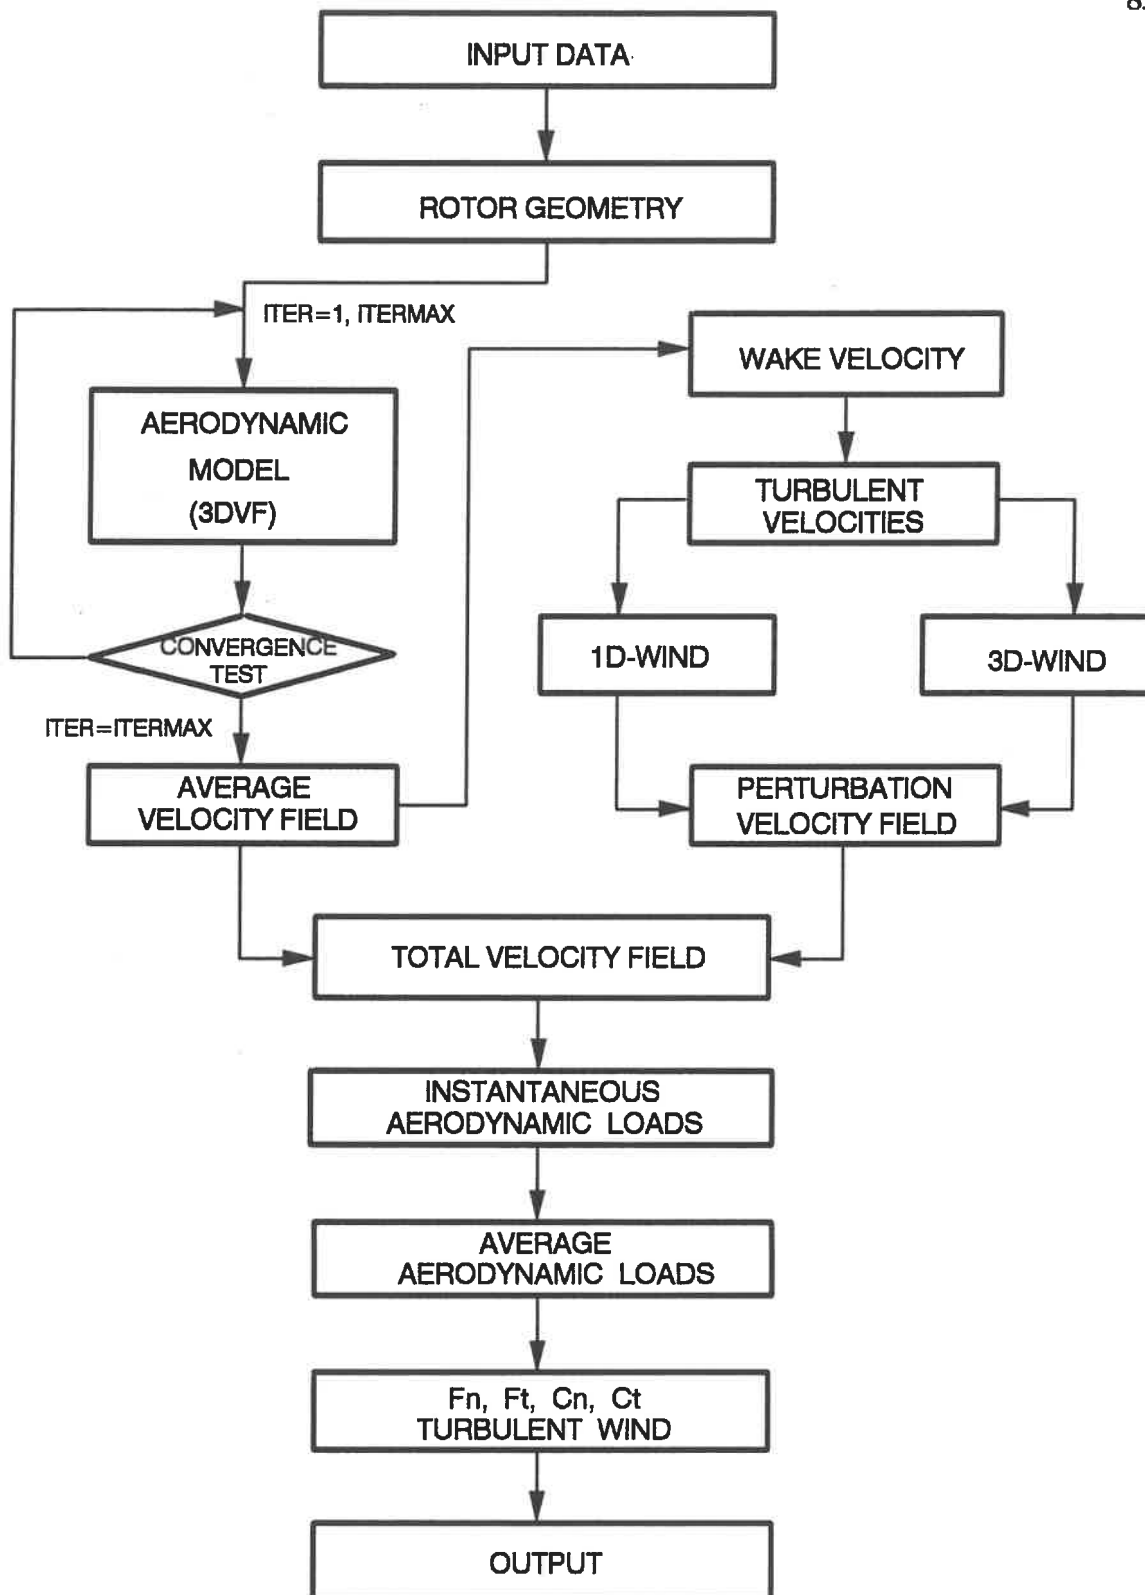 8.
INPUT DATA
ROTOR GEOMETRY
ITER=1, ITERMAX
AERODYNAMIC
MODEL
(3DVF)
CONVERGENCE
TEST
ITER=ITERMAX
AVERAGE
VELOCITY FIELD
WAKE VELOCITY
TURBULENT
VELOCITIES
1D-WIND
3D-WIND
PERTURBATION
VELOCITY FIELD
TOTAL VELOCITY FIELD
INSTANTANEOUS
AERODYNAMIC LOADS
AVERAGE
AERODYNAMIC LOADS
Fn, Ft, Cn, Ct
TURBULENT WIND
OUTPUT